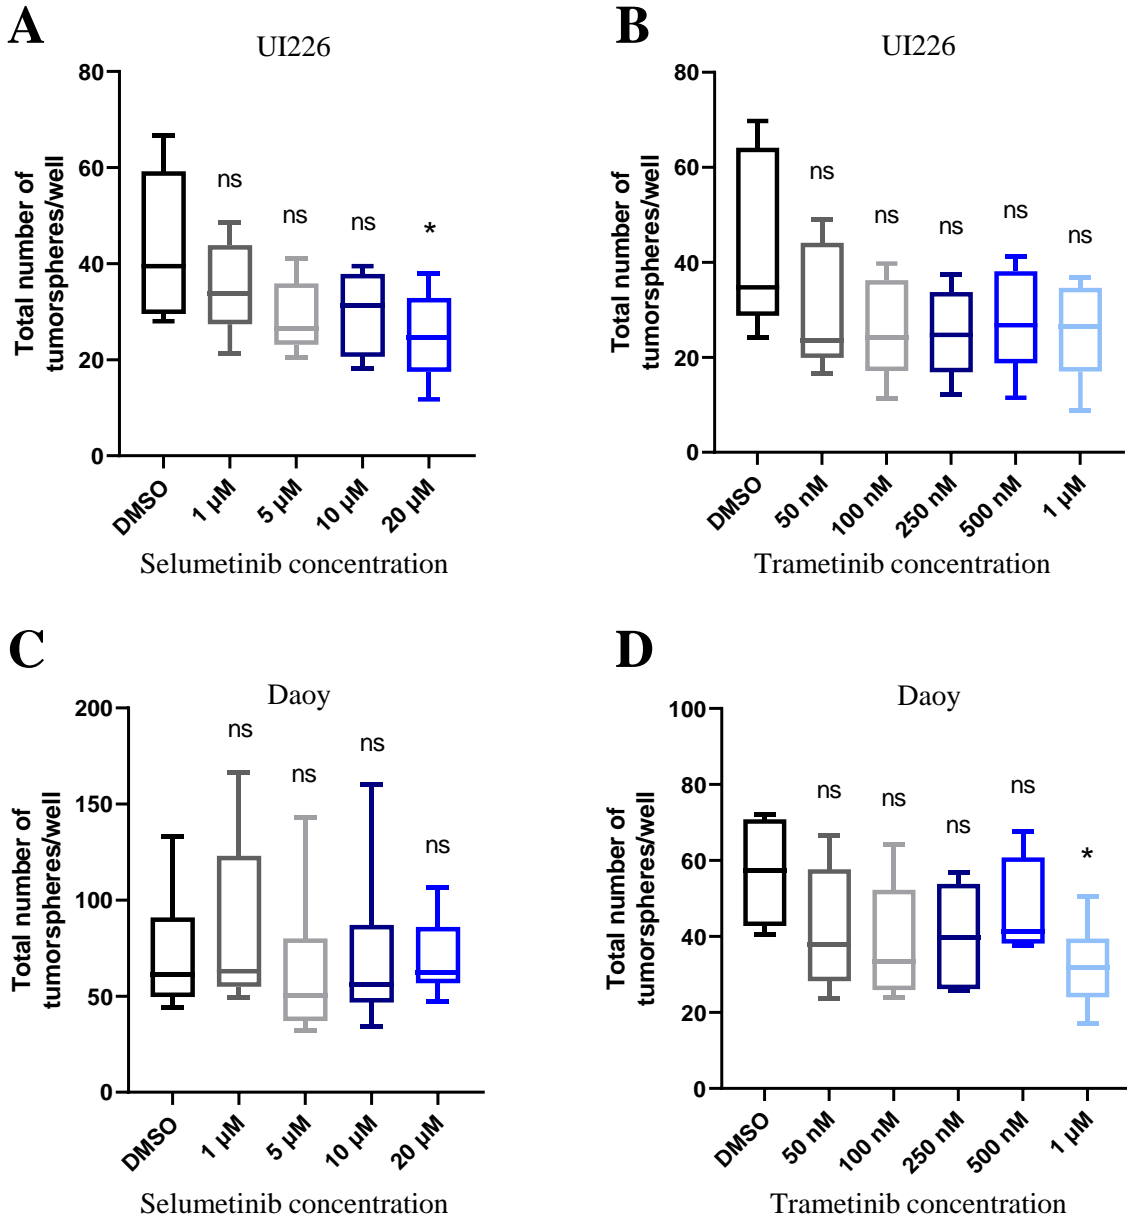 A
UI226
Total number of
tumorspheres/well
80
60
40
20
0
ns
ns
ns
*
DMSO
1 µM
5 µM
10 µM
20 µM
Selumetinib concentration
B
UI226
Total number of
tumorspheres/well
80
60
40
20
0
ns
ns
ns
ns
ns
DMSO
50 nM
100 nM
250 nM
500 nM
1 µM
Trametinib concentration
C
Daoy
Total number of
tumorspheres/well
200
150
100
50
0
ns
ns
ns
ns
DMSO
1 µM
5 µM
10 µM
20 µM
Selumetinib concentration
D
Daoy
Total number of
tumorspheres/well
100
80
60
40
20
0
ns
ns
ns
ns
*
DMSO
50 nM
100 nM
250 nM
500 nM
1 µM
Trametinib concentration